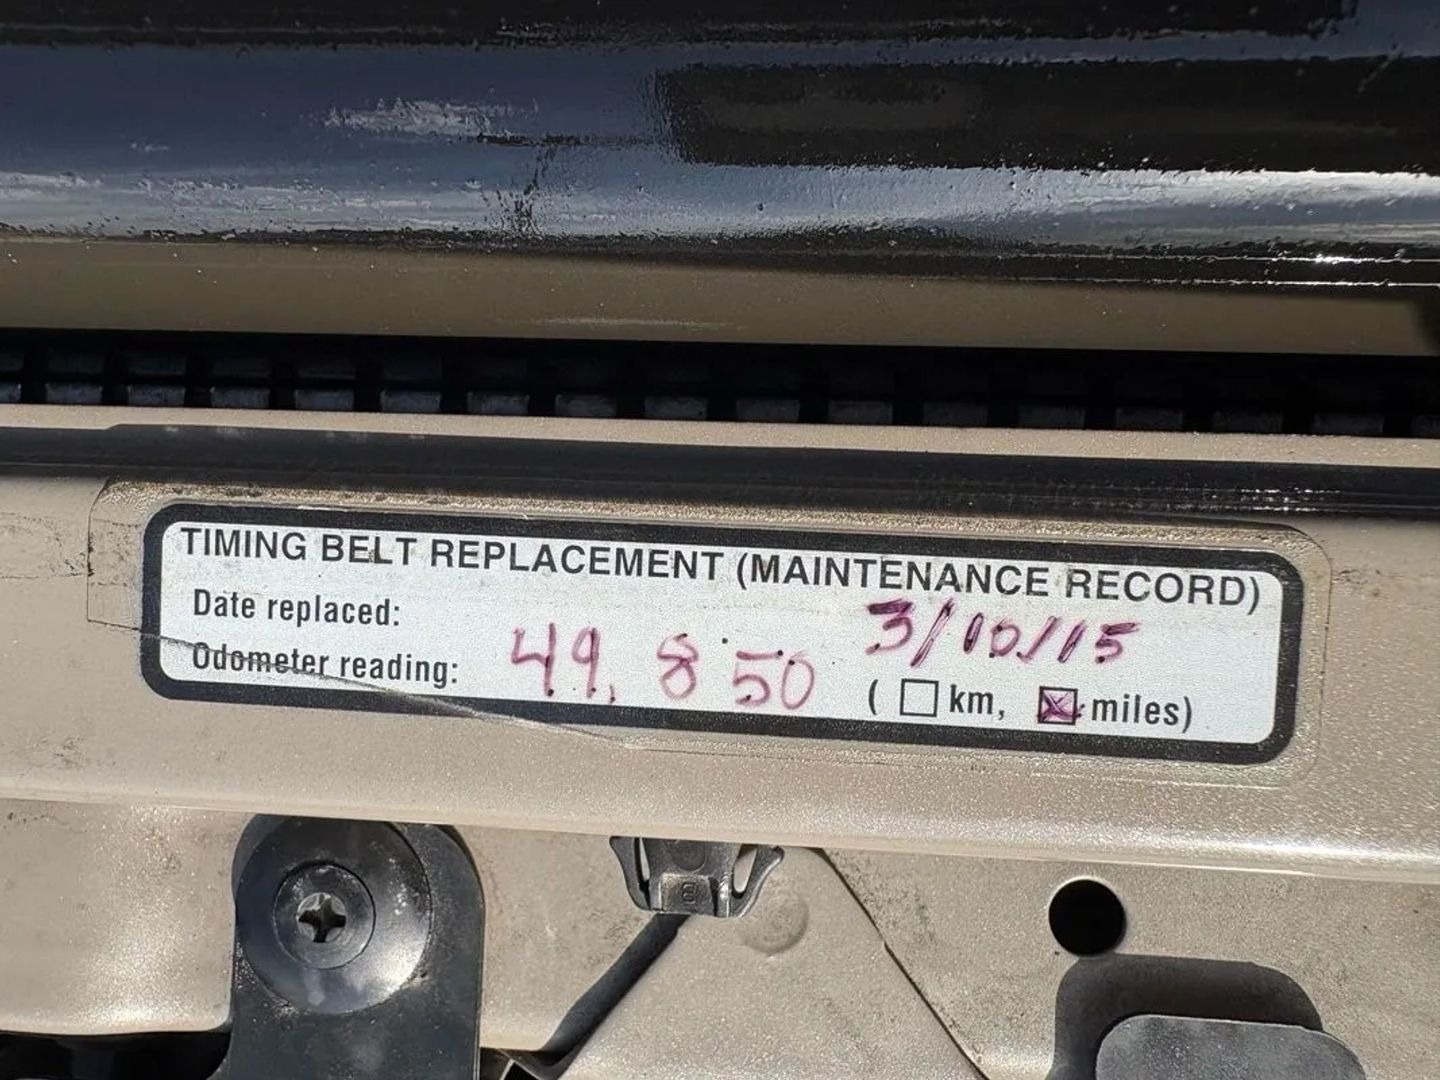 TIMING BELT REPLACEMENT (MAINTENANCE RECORD)
Date replaced: 3/10/15
Odometer reading: 49,850 (☐ km, ☒ miles)